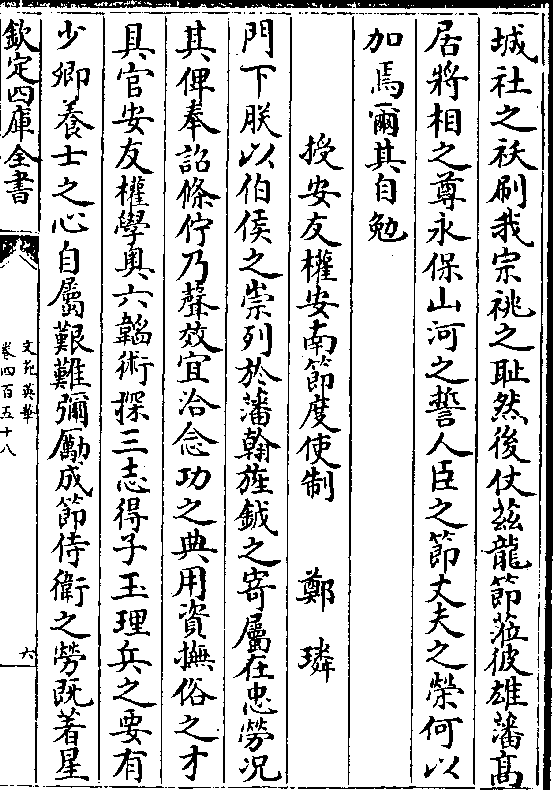 城社之祅刷我宗祧之耻然後仗茲龍節蒞彼雄藩髙
居將相之尊永保山河之誓人臣之節丈夫之榮何以
加焉爾其自勉
授安友權安南節度使制 鄭璘
門下朕以伯侯之崇列於藩翰旌鉞之寄屬在忠勞況
其俾奉詔條佇乃聲效宜洽念功之典用資撫俗之才
具官安友權學奥六韜術探三志得子玉理兵之要有
少卿養士之心自屬艱難彌勵成節侍衛之勞既著星
欽定四庫全書
文苑英華
卷四百五十八
六